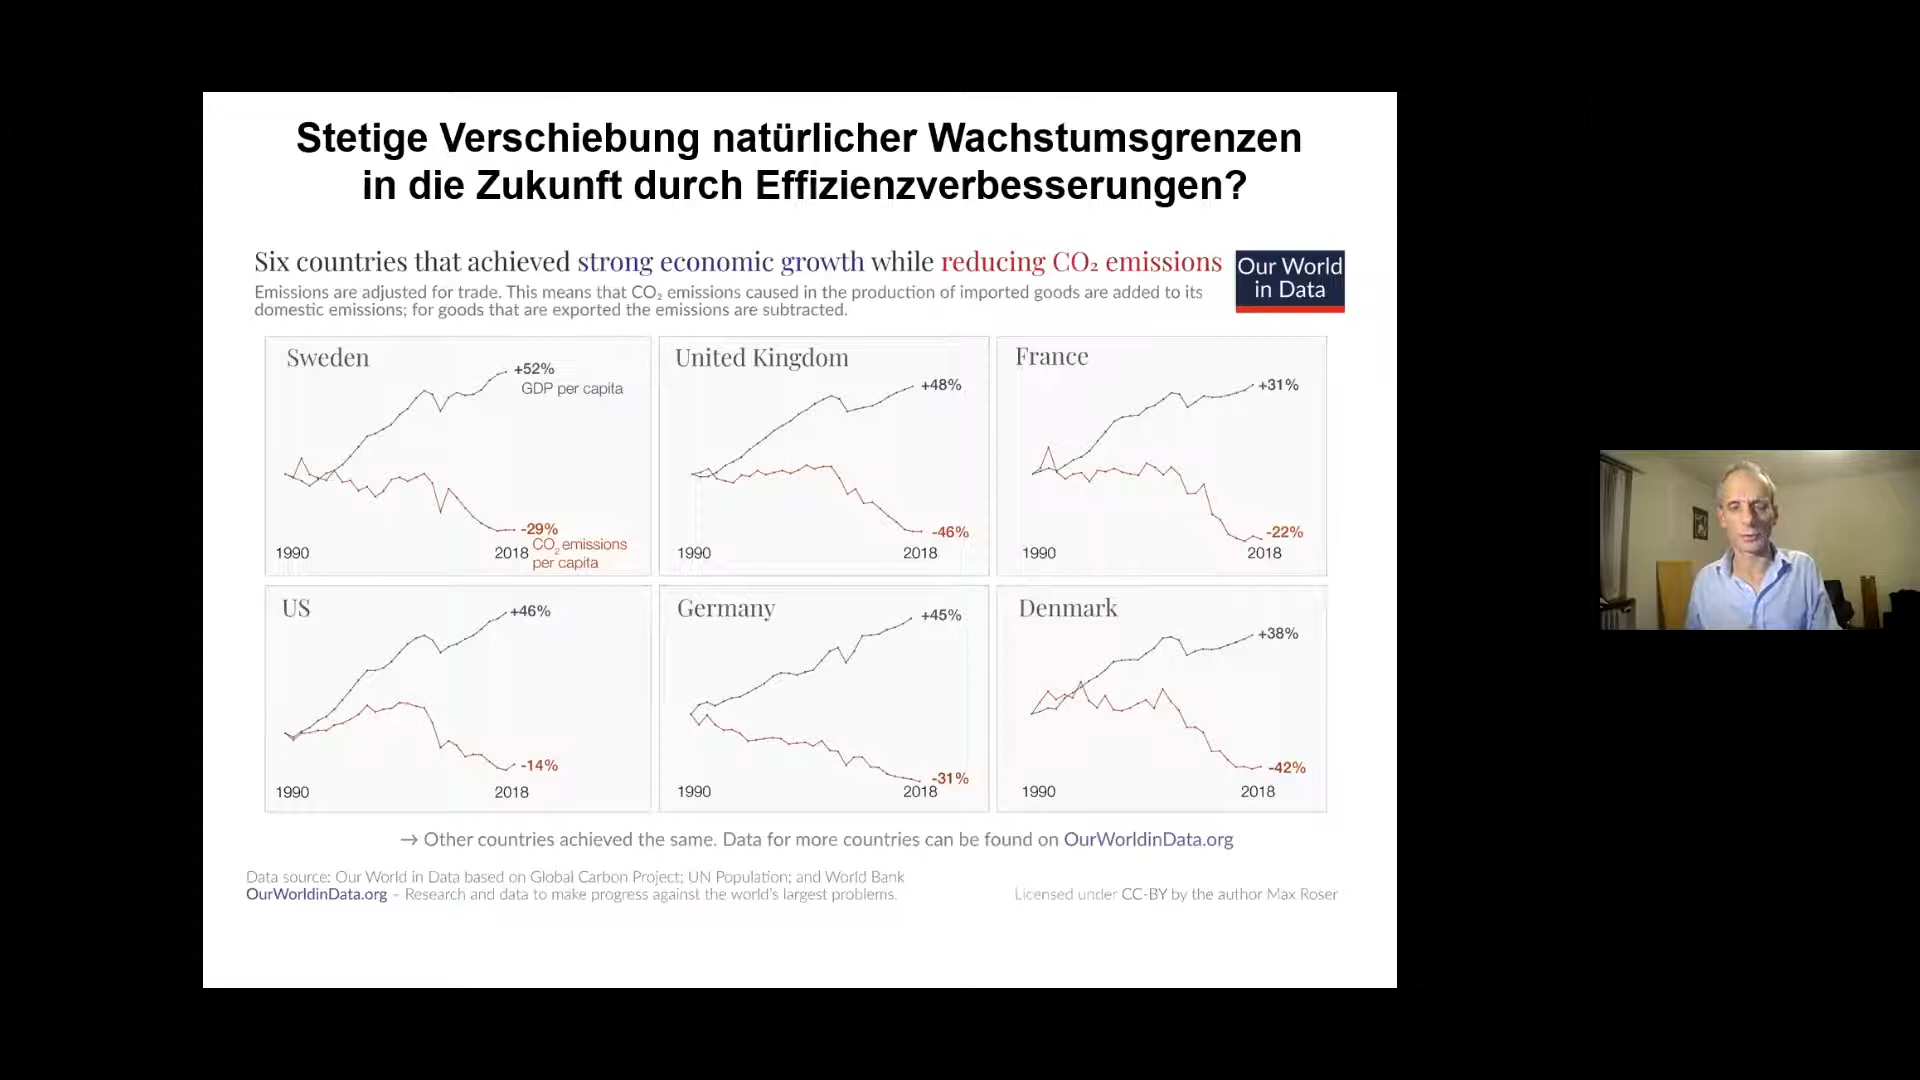 Stetige Verschiebung natürlicher Wachstumsgrenzen
in die Zukunft durch Effizienzverbesserungen?
Six countries that achieved strong economic growth while reducing CO₂ emissions
Our World
in Data
Emissions are adjusted for trade. This means that CO₂ emissions caused in the production of imported goods are added to its
domestic emissions; for goods that are exported the emissions are subtracted.
Sweden
+52%
GDP per capita
-29%
CO₂ emissions
per capita
1990
2018
United Kingdom
+48%
-46%
1990
2018
France
+31%
-22%
1990
2018
US
+46%
-14%
1990
2018
Germany
+45%
-31%
1990
2018
Denmark
+38%
-42%
1990
2018
→ Other countries achieved the same. Data for more countries can be found on OurWorldinData.org
Data source: Our World in Data based on Global Carbon Project; UN Population; and World Bank
OurWorldinData.org – Research and data to make progress against the world's largest problems.
Licensed under CC-BY by the author Max Roser